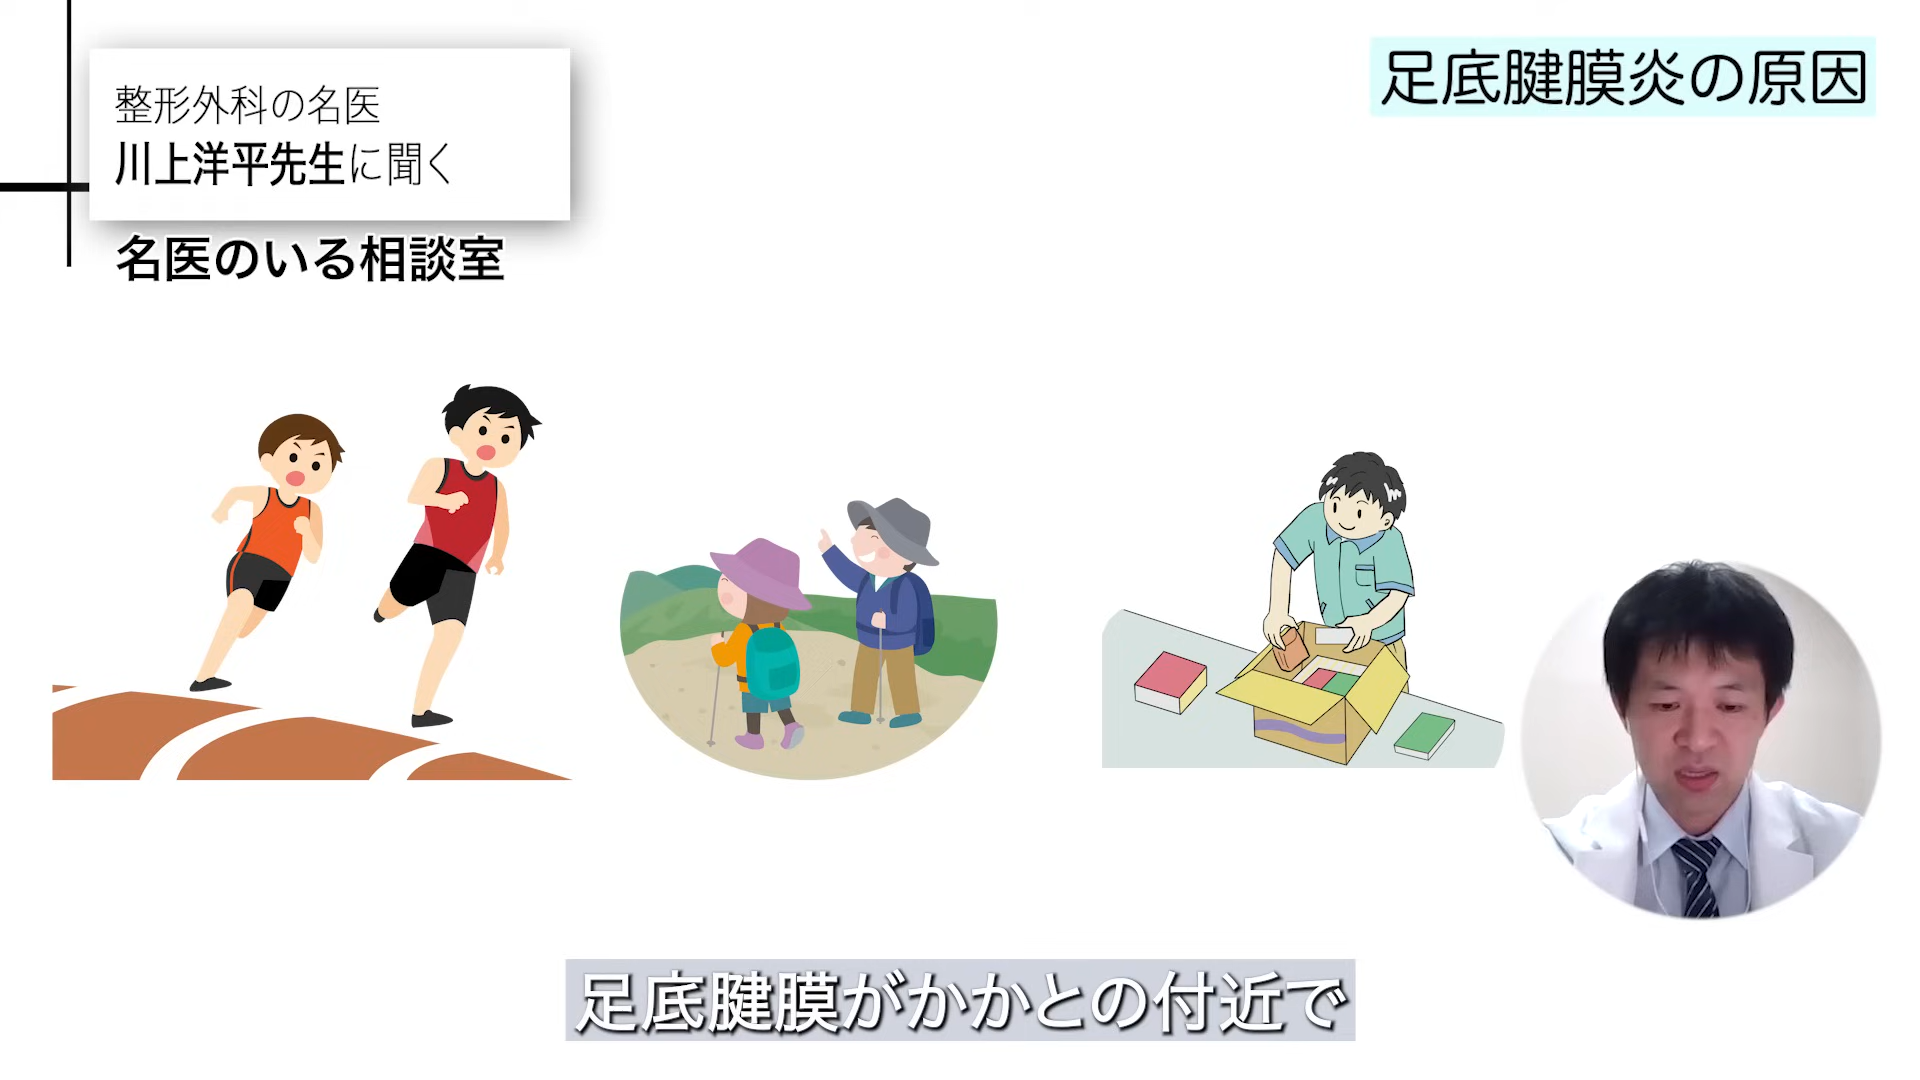 整形外科の名医
川上洋平先生に聞く
名医のいる相談室
足底腱膜炎の原因
足底腱膜がかかとの付近で